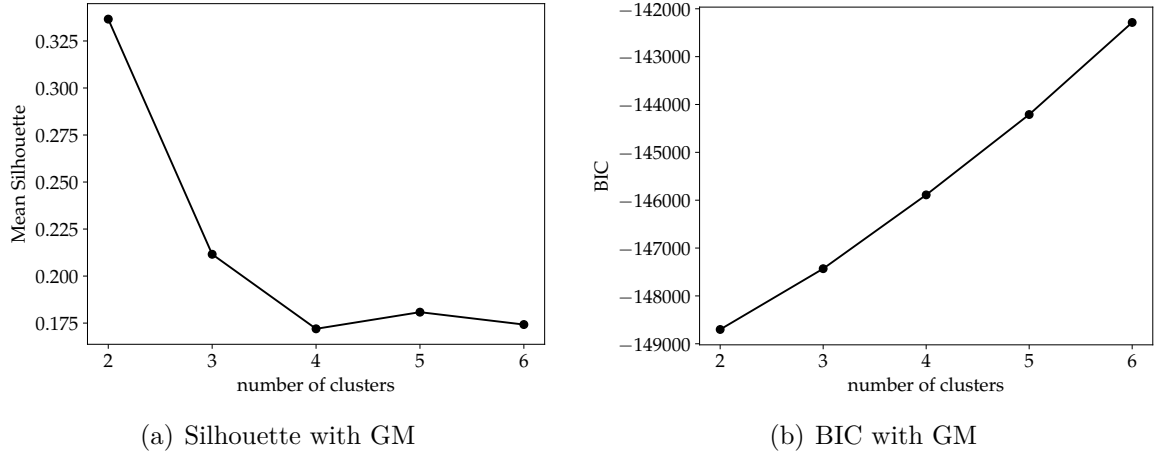 0.325
0.300
0.275
0.250
0.225
0.200
0.175
Mean Silhouette
2 3 4 5 6
number of clusters
(a) Silhouette with GM
−142000
−143000
−144000
−145000
−146000
−147000
−148000
−149000
BIC
2 3 4 5 6
number of clusters
(b) BIC with GM